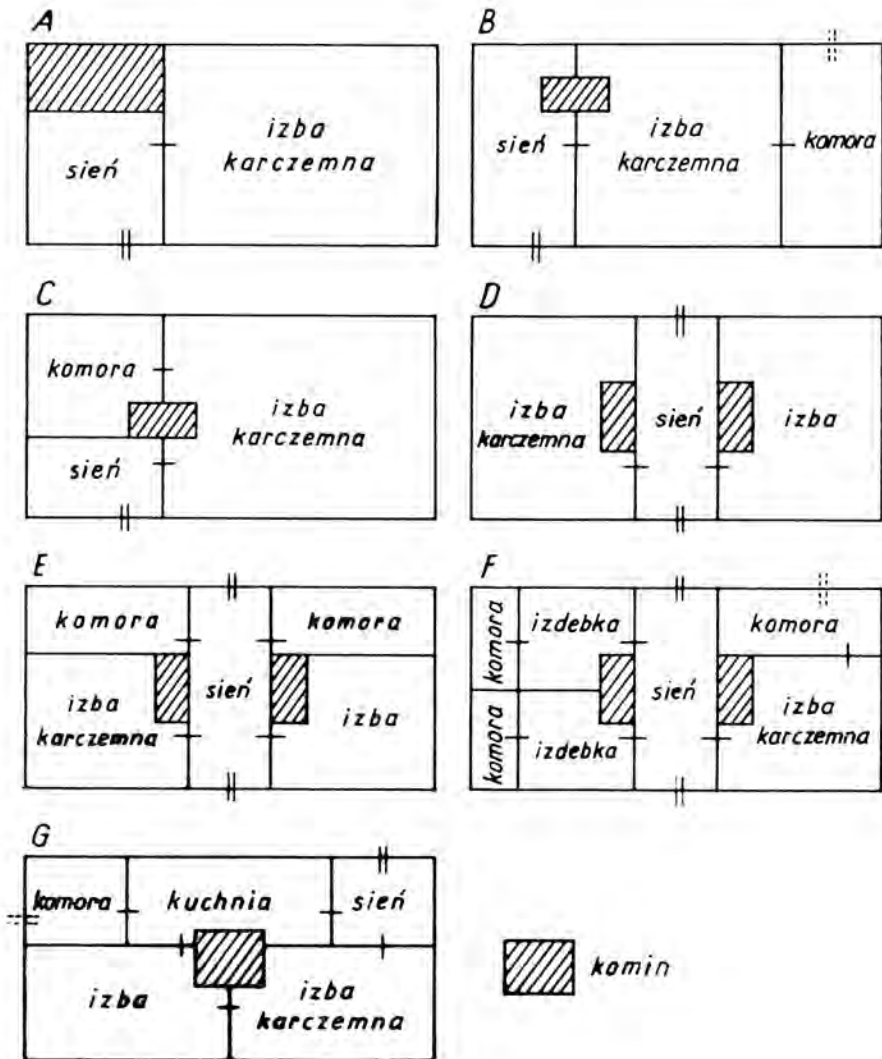 A
izba
karczemna
sień
B
sień
izba
karczemna
komora
C
komora
sień
izba
karczemna
D
izba
karczemna
sień
izba
E
komora
komora
izba
karczemna
sień
izba
F
komora
izdebka
komora
izdebka
sień
komora
izba
karczemna
G
komora
kuchnia
sień
izba
izba
karczemna
komin